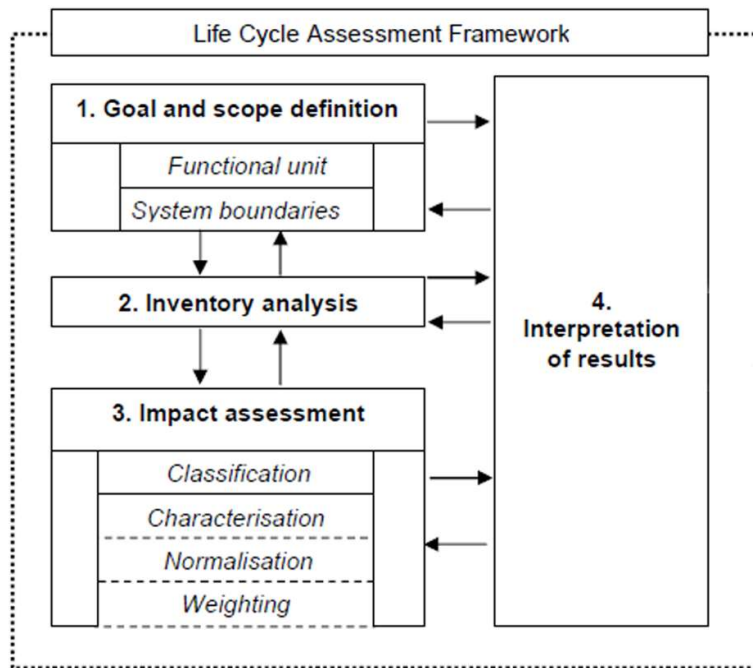 Life Cycle Assessment Framework
1. Goal and scope definition
Functional unit
System boundaries
2. Inventory analysis
3. Impact assessment
Classification
Characterisation
Normalisation
Weighting
4.
Interpretation
of results